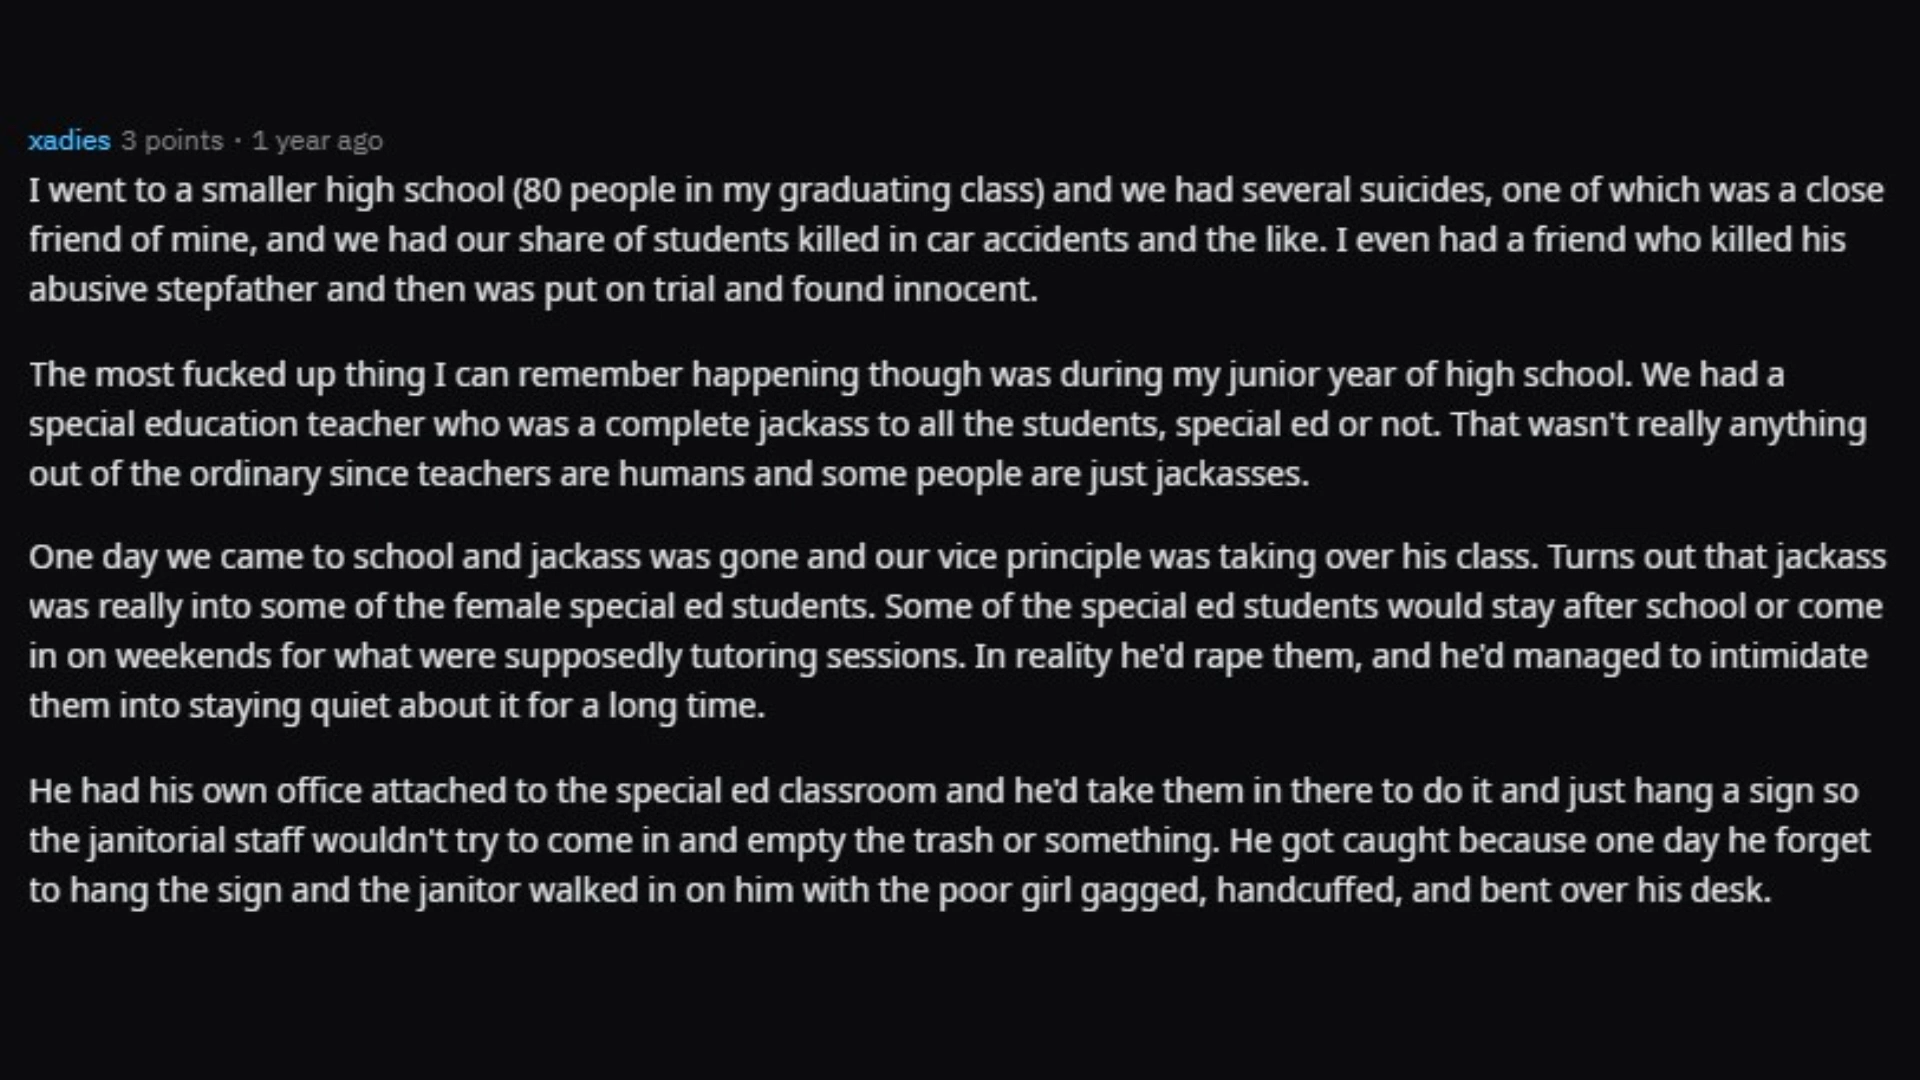 xadies 3 points · 1 year ago
I went to a smaller high school (80 people in my graduating class) and we had several suicides, one of which was a close
friend of mine, and we had our share of students killed in car accidents and the like. I even had a friend who killed his
abusive stepfather and then was put on trial and found innocent.
The most fucked up thing I can remember happening though was during my junior year of high school. We had a
special education teacher who was a complete jackass to all the students, special ed or not. That wasn't really anything
out of the ordinary since teachers are humans and some people are just jackasses.
One day we came to school and jackass was gone and our vice principle was taking over his class. Turns out that jackass
was really into some of the female special ed students. Some of the special ed students would stay after school or come
in on weekends for what were supposedly tutoring sessions. In reality he'd rape them, and he'd managed to intimidate
them into staying quiet about it for a long time.
He had his own office attached to the special ed classroom and he'd take them in there to do it and just hang a sign so
the janitorial staff wouldn't try to come in and empty the trash or something. He got caught because one day he forget
to hang the sign and the janitor walked in on him with the poor girl gagged, handcuffed, and bent over his desk.